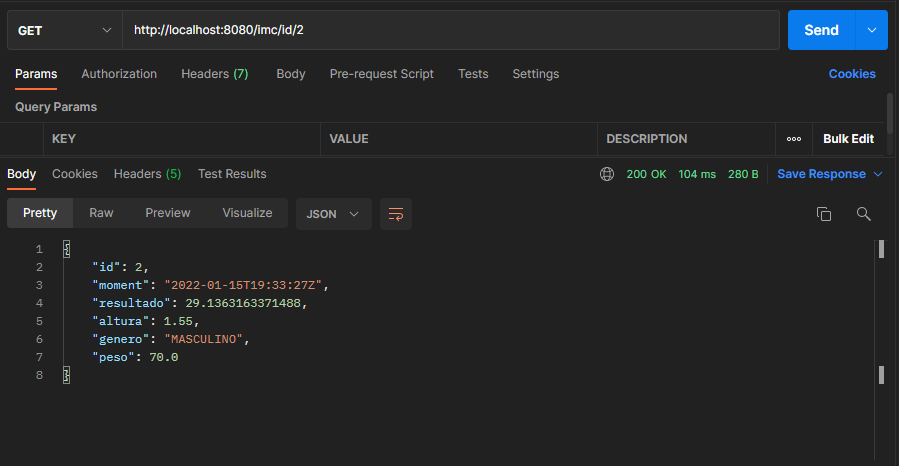 GET http://localhost:8080/imc/id/2 Send
Params Authorization Headers (7) Body Pre-request Script Tests Settings Cookies
Query Params
KEY VALUE DESCRIPTION ooo Bulk Edit
Body Cookies Headers (5) Test Results 200 OK 104 ms 280 B Save Response
Pretty Raw Preview Visualize JSON
1 {
2 "id": 2,
3 "moment": "2022-01-15T19:33:27Z",
4 "resultado": 29.1363163371488,
5 "altura": 1.55,
6 "genero": "MASCULINO",
7 "peso": 70.0
8 }